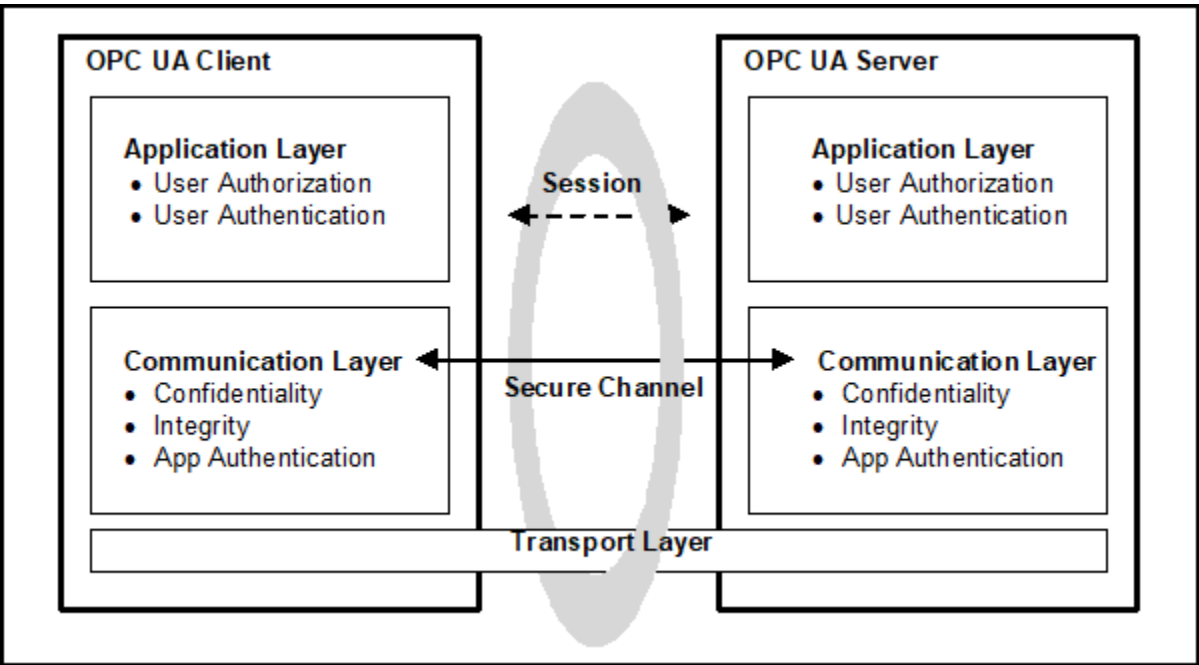 OPC UA Client
Application Layer
• User Authorization
• User Authentication
Communication Layer
• Confidentiality
• Integrity
• App Authentication
Session
Secure Channel
Transport Layer
OPC UA Server
Application Layer
• User Authorization
• User Authentication
Communication Layer
• Confidentiality
• Integrity
• App Authentication